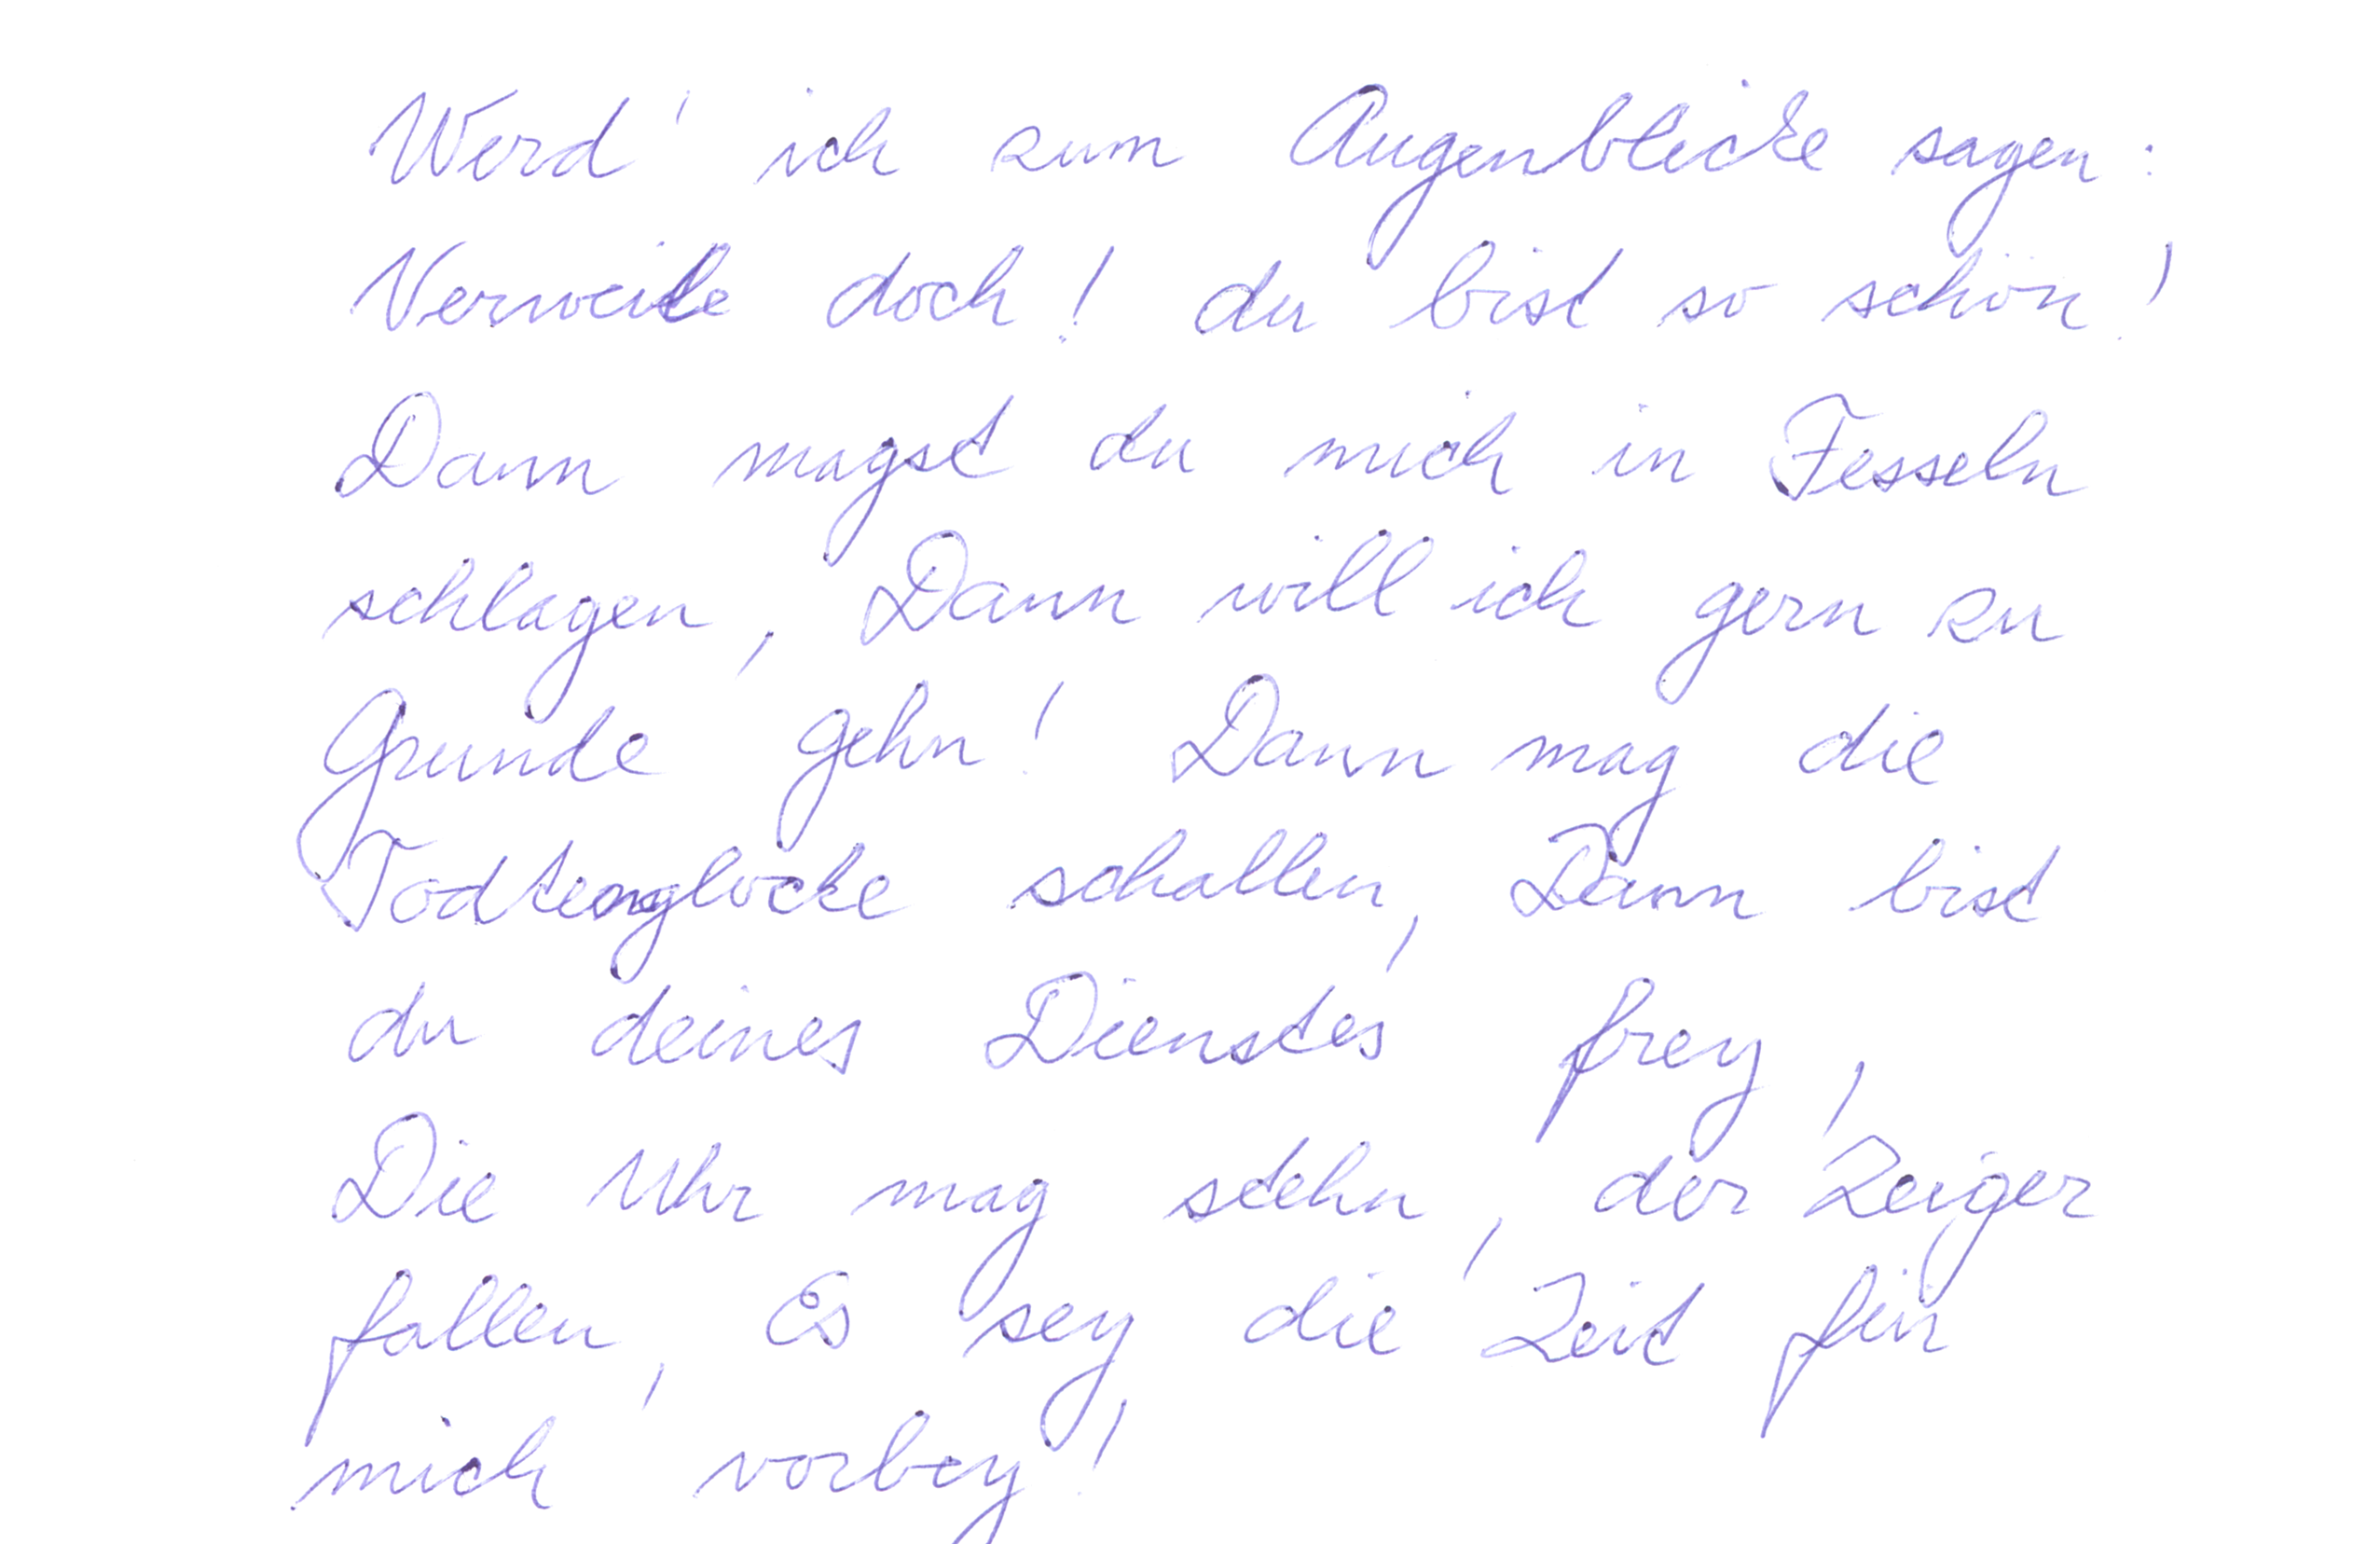 Werd' ich zum Augenblicke sagen:
Verweile doch! du bist so schön!
Dann magst du mich in Fesseln
schlagen, Dann will ich gern zu
Grunde gehn! Dann mag die
Todtenglocke schallen, Dann bist
du deines Dienstes frey,
Die Uhr mag stehn, der Zeiger
fallen, Es sey die Zeit für
mich vorbey!